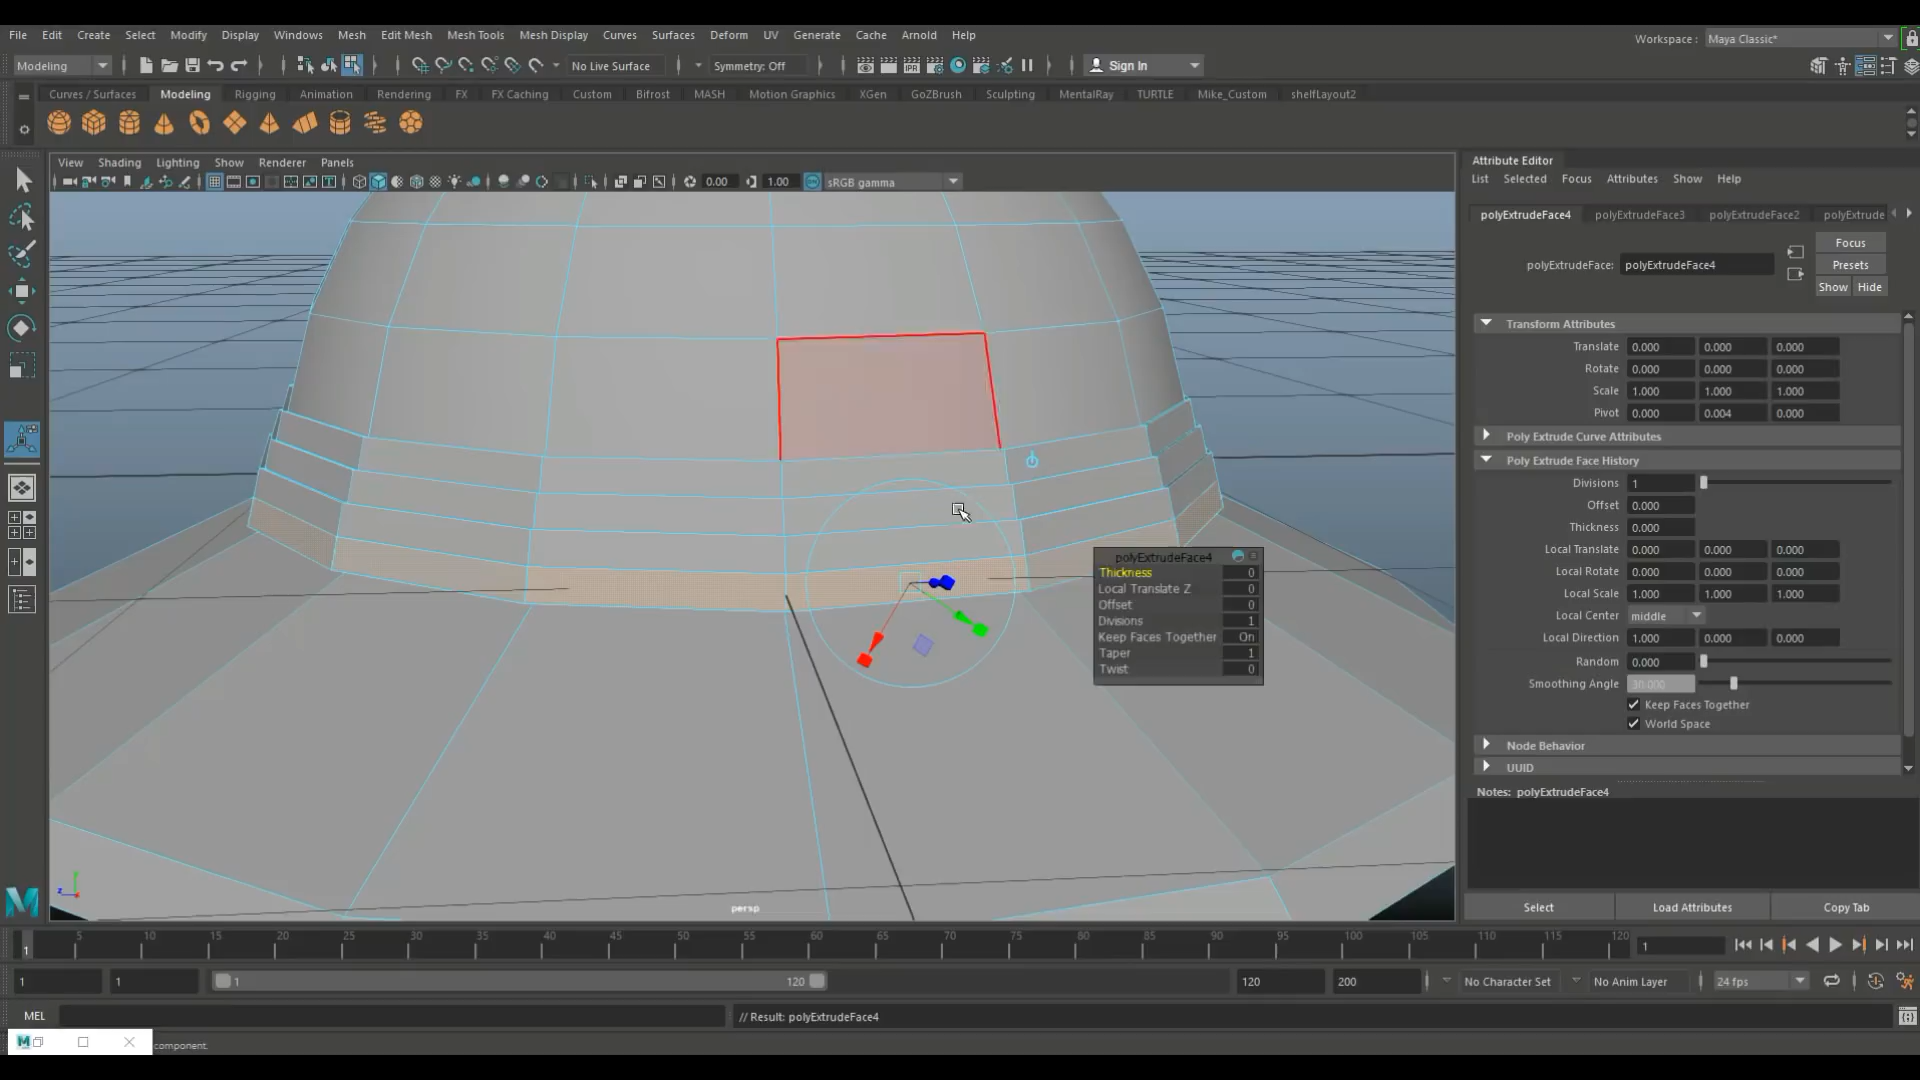 File Edit Create Select Modify Display Windows Mesh Edit Mesh Mesh Tools Mesh Display Curves Surfaces Deform UV Generate Cache Arnold Help
Workspace : Maya Classic*
Modeling No Live Surface Symmetry: Off Sign In
Curves / Surfaces Modeling Rigging Animation Rendering FX FX Caching Custom Bifrost MASH Motion Graphics XGen GoZBrush Sculpting MentalRay TURTLE Mike_Custom shelfLayout2
View Shading Lighting Show Renderer Panels
0.00 1.00 sRGB gamma
Attribute Editor
List Selected Focus Attributes Show Help
polyExtrudeFace4 polyExtrudeFace3 polyExtrudeFace2 polyExtrude
Focus
polyExtrudeFace: polyExtrudeFace4 Presets
Show Hide
Transform Attributes
Translate 0.000 0.000 0.000
Rotate 0.000 0.000 0.000
Scale 1.000 1.000 1.000
Pivot 0.000 0.004 0.000
Poly Extrude Curve Attributes
Poly Extrude Face History
Divisions 1
Offset 0.000
Thickness 0.000
Local Translate 0.000 0.000 0.000
Local Rotate 0.000 0.000 0.000
Local Scale 1.000 1.000 1.000
Local Center middle
Local Direction 1.000 0.000 0.000
Random 0.000
Smoothing Angle 30.000
Keep Faces Together
World Space
Node Behavior
UUID
Notes: polyExtrudeFace4
Select Load Attributes Copy Tab
polyExtrudeFace4
Thickness 0
Local Translate Z 0
Offset 0
Divisions 1
Keep Faces Together On
Taper 1
Twist 0
persp
1 5 10 15 20 25 30 35 40 45 50 55 60 65 70 75 80 85 90 95 100 105 110 115 120 1
1 1 1 120 120 200 No Character Set No Anim Layer 24 fps
MEL // Result: polyExtrudeFace4
component.